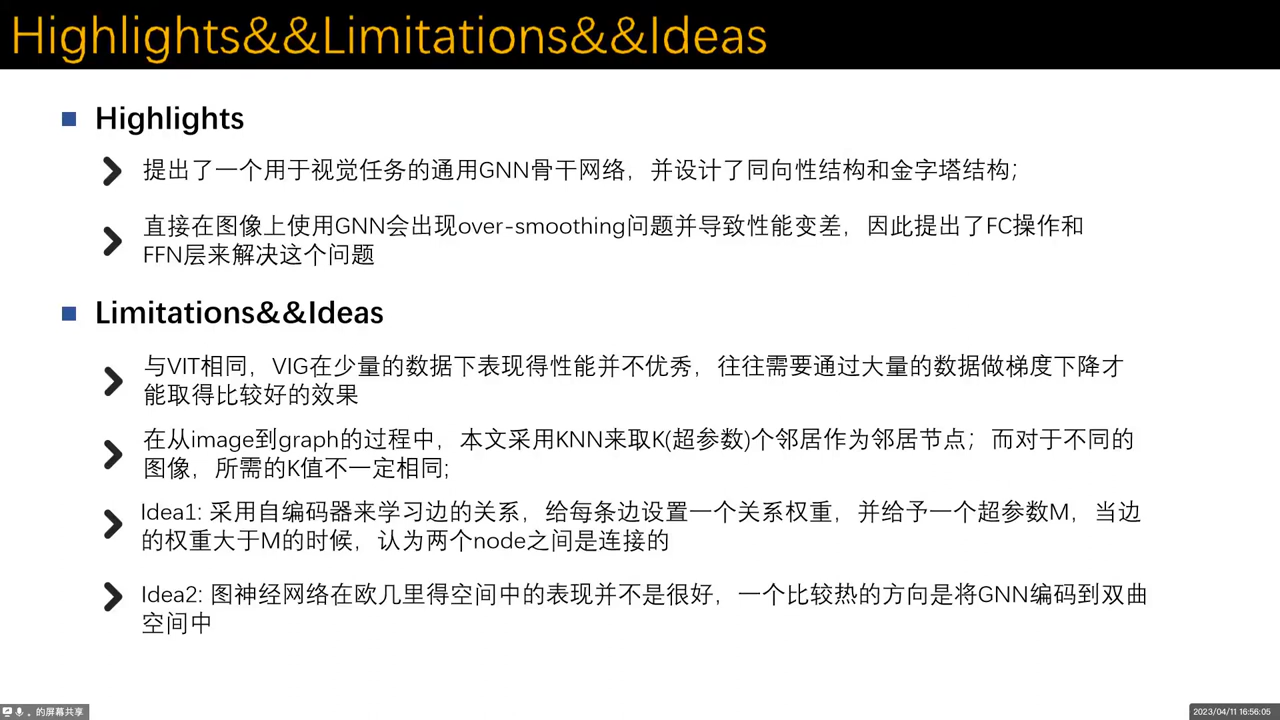 Highlights&&Limitations&&Ideas
Highlights
提出了一个用于视觉任务的通用GNN骨干网络，并设计了同向性结构和金字塔结构;
直接在图像上使用GNN会出现over-smoothing问题并导致性能变差，因此提出了FC操作和
FFN层来解决这个问题
Limitations&&Ideas
与VIT相同，VIG在少量的数据下表现得性能并不优秀，往往需要通过大量的数据做梯度下降才
能取得比较好的效果
在从image到graph的过程中，本文采用KNN来取K(超参数)个邻居作为邻居节点；而对于不同的
图像，所需的K值不一定相同;
Idea1: 采用自编码器来学习边的关系，给每条边设置一个关系权重，并给予一个超参数M，当边
的权重大于M的时候，认为两个node之间是连接的
Idea2: 图神经网络在欧几里得空间中的表现并不是很好，一个比较热的方向是将GNN编码到双曲
空间中
。的屏幕共享
2023/04/11 16:56:05